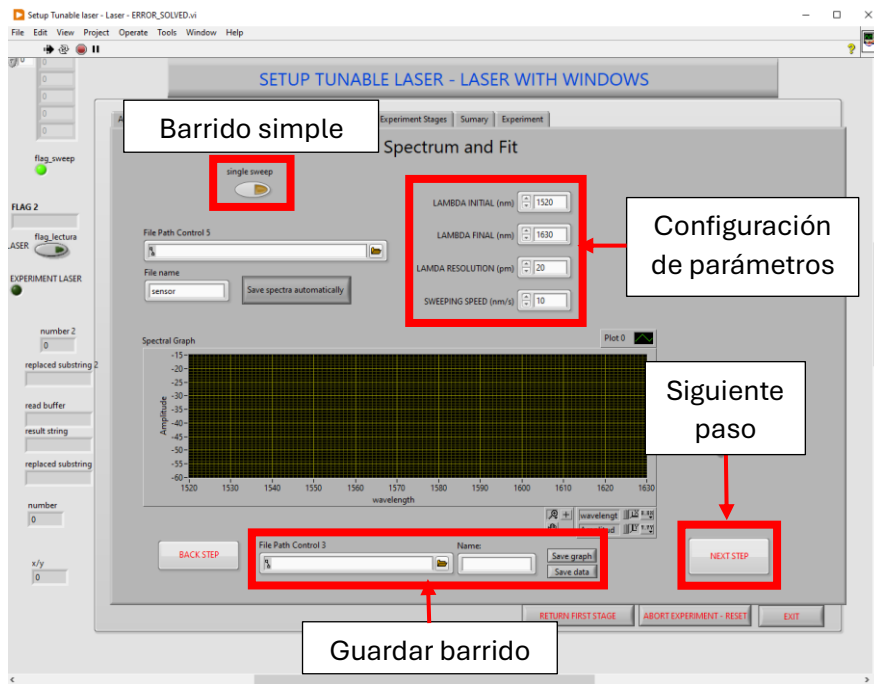 Setup Tunable laser - Laser - ERROR_SOLVED.vi
File Edit View Project Operate Tools Window Help
SETUP TUNABLE LASER - LASER WITH WINDOWS
0
0
0
0
0
0
flag_sweep
FLAG 2
flag_lectura
LASER
EXPERIMENT LASER
number 2
0
replaced substring 2
read buffer
result string
replaced substring
number
0
x/y
0
A
Experiment Stages
Sumary
Experiment
Barrido simple
Spectrum and Fit
single sweep
LAMBDA INITIAL (nm) 1520
LAMBDA FINAL (nm) 1630
LAMDA RESOLUTION (pm) 20
SWEEPING SPEED (nm/s) 10
Configuración
de parámetros
File Path Control 5
File name
sensor
Save spectra automatically
Spectral Graph
Plot 0
Amplitude
-15
-20
-25
-30
-35
-40
-45
-50
-55
-60
1520 1530 1540 1550 1560 1570 1580 1590 1600 1610 1620 1630
wavelength
wavelengt
Siguiente
paso
BACK STEP
File Path Control 3
Name:
Save graph
Save data
NEXT STEP
RETURN FIRST STAGE
ABORT EXPERIMENT - RESET
EXIT
Guardar barrido